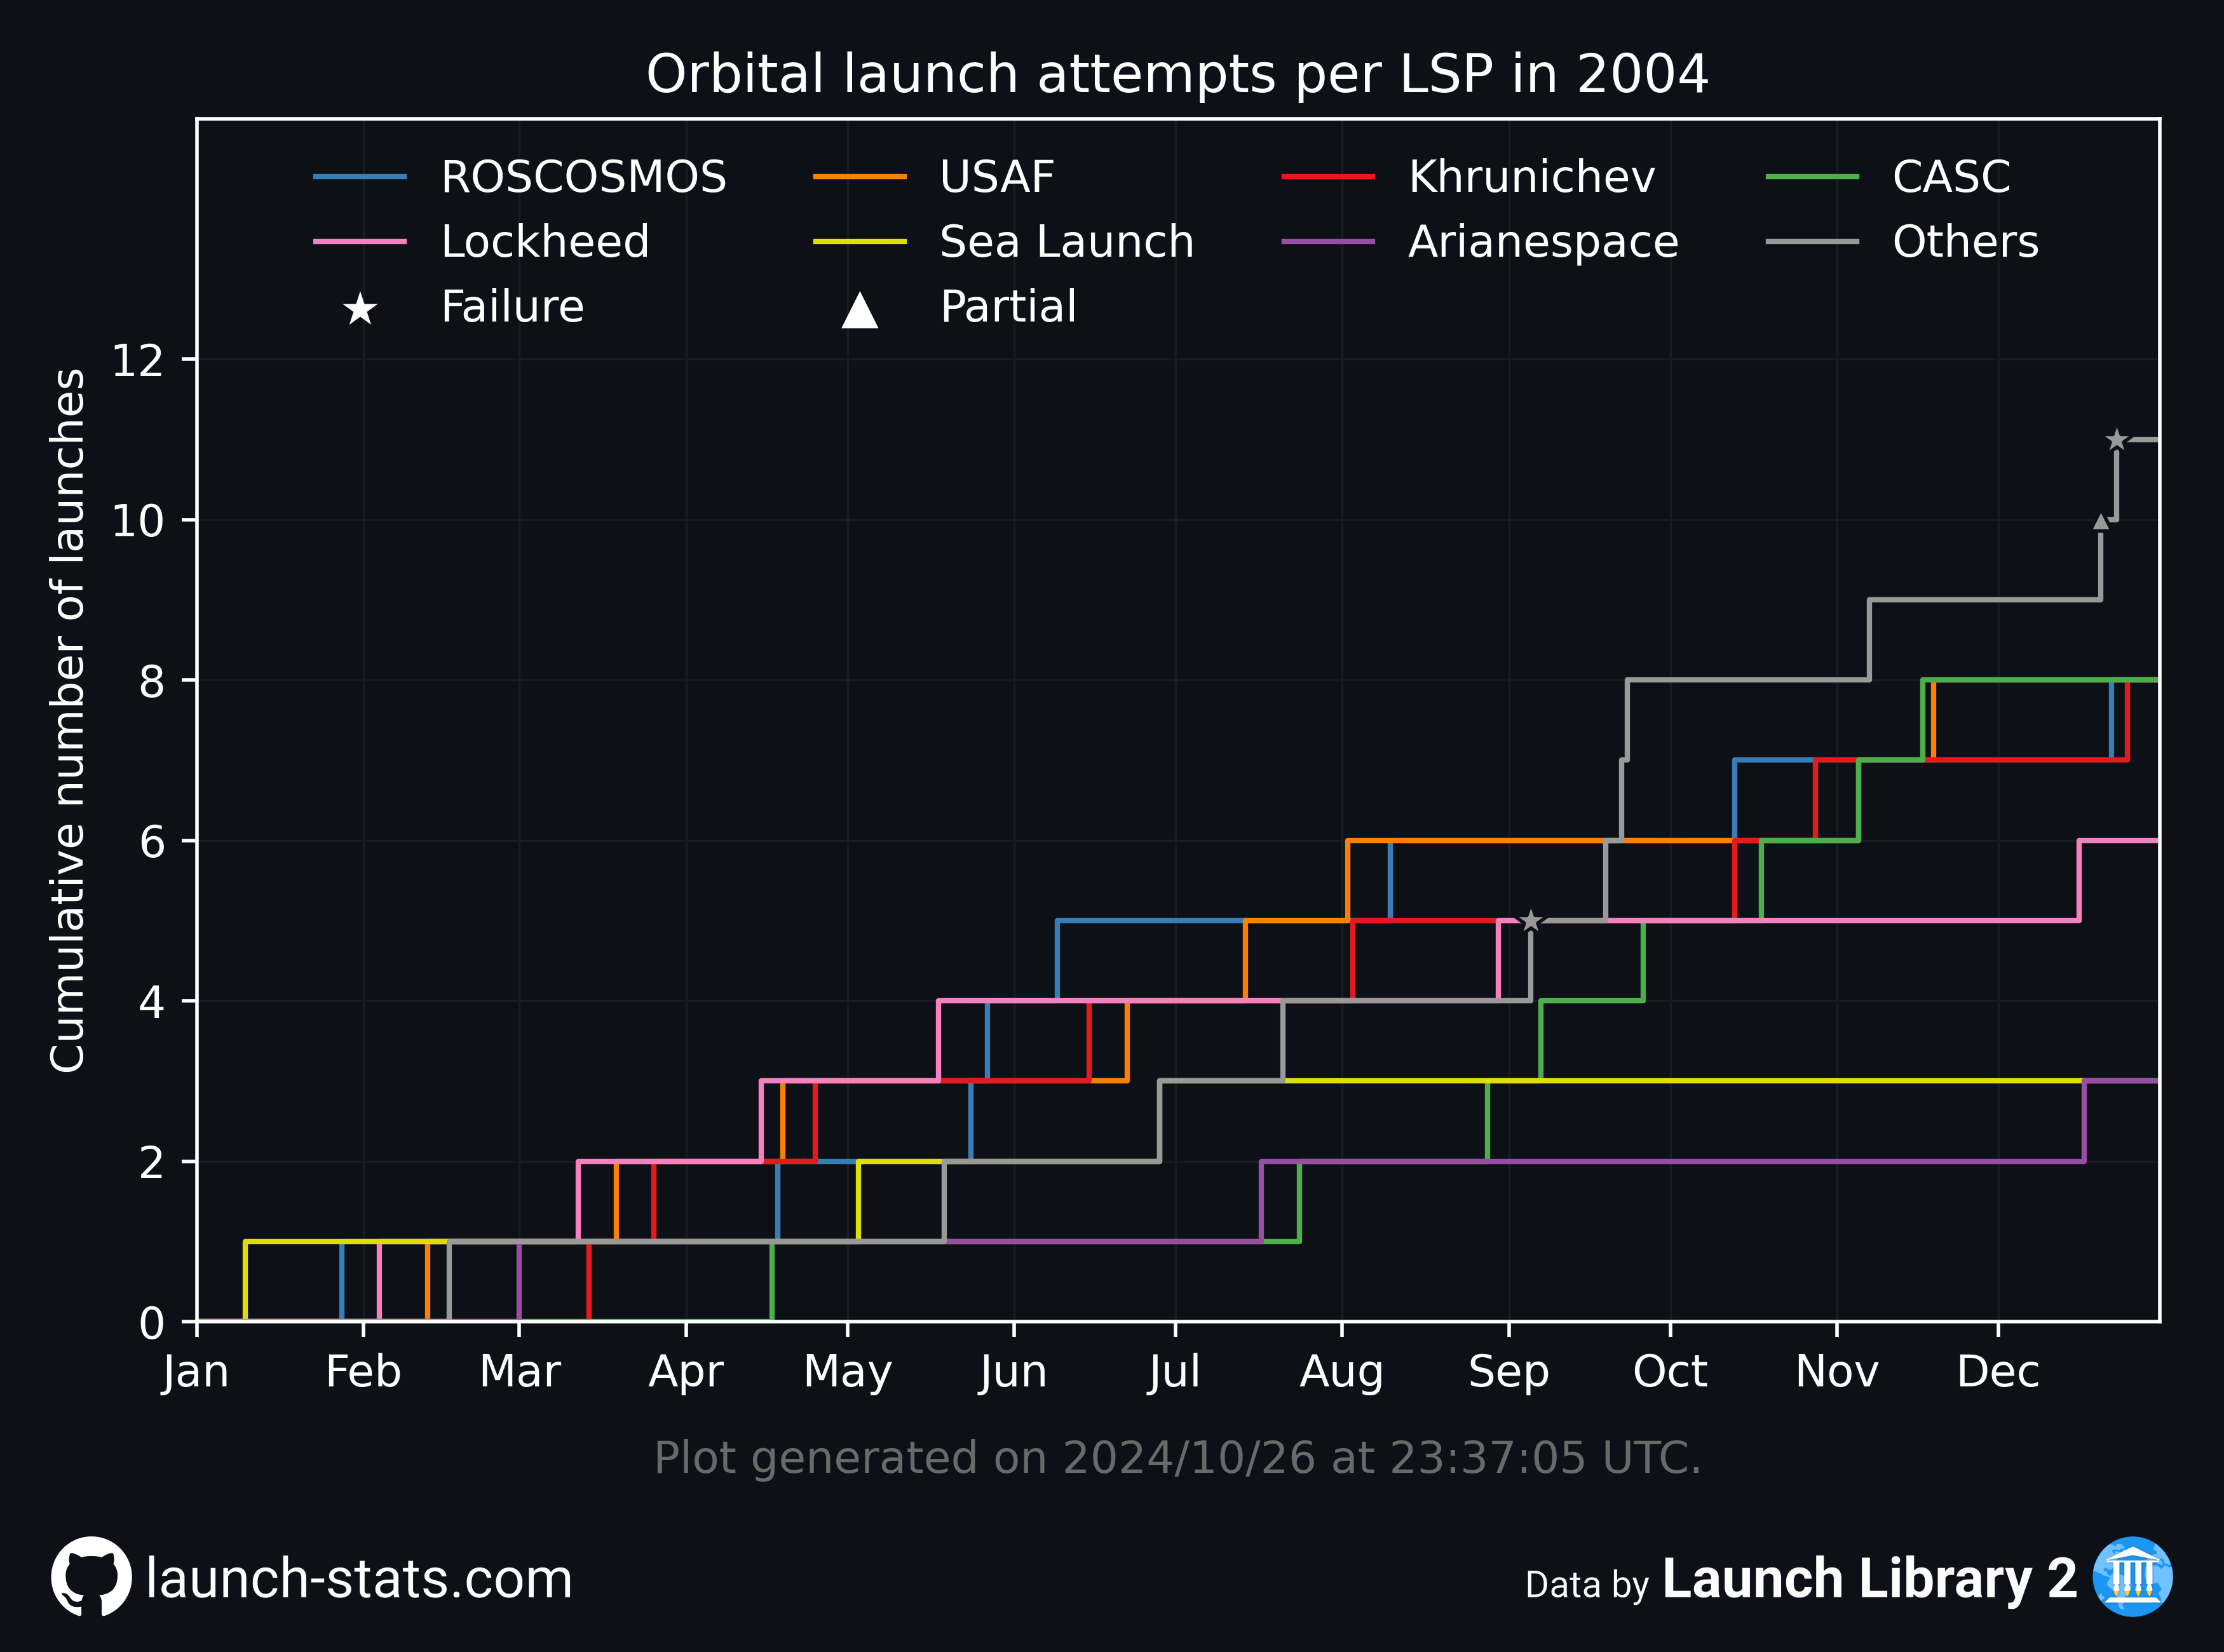 Orbital launch attempts per LSP in 2004
ROSCOSMOS USAF Khrunichev CASC
Lockheed Sea Launch Arianespace Others
Failure Partial
Cumulative number of launches
12
10
8
6
4
2
0
Jan Feb Mar Apr May Jun Jul Aug Sep Oct Nov Dec
Plot generated on 2024/10/26 at 23:37:05 UTC.
launch-stats.com
Data by Launch Library 2